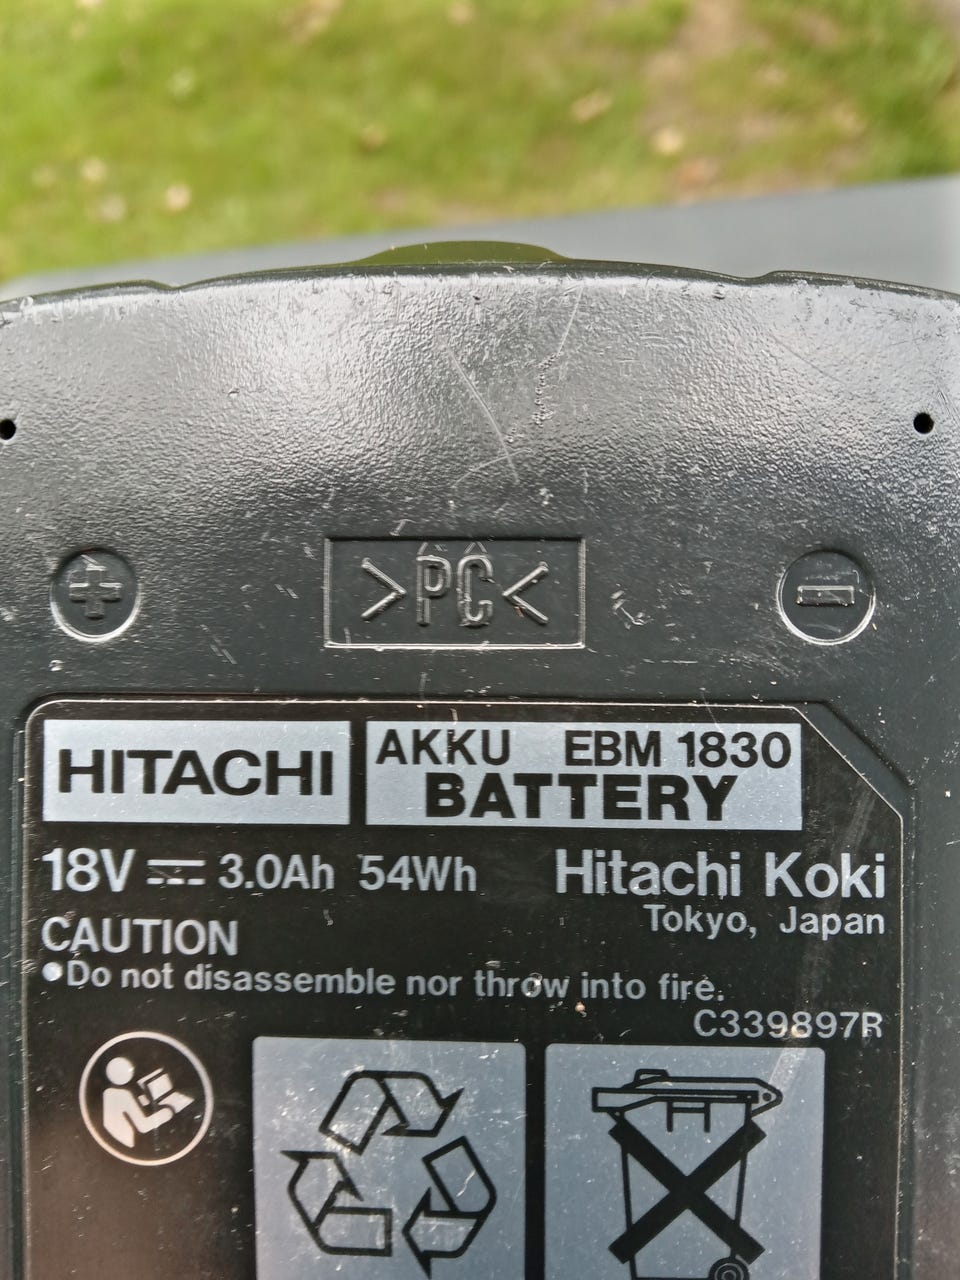 >PC<
HITACHI
AKKU EBM 1830
BATTERY
18V ⎓ 3.0Ah 54Wh
Hitachi Koki
Tokyo, Japan
CAUTION
•Do not disassemble nor throw into fire.
C339897R